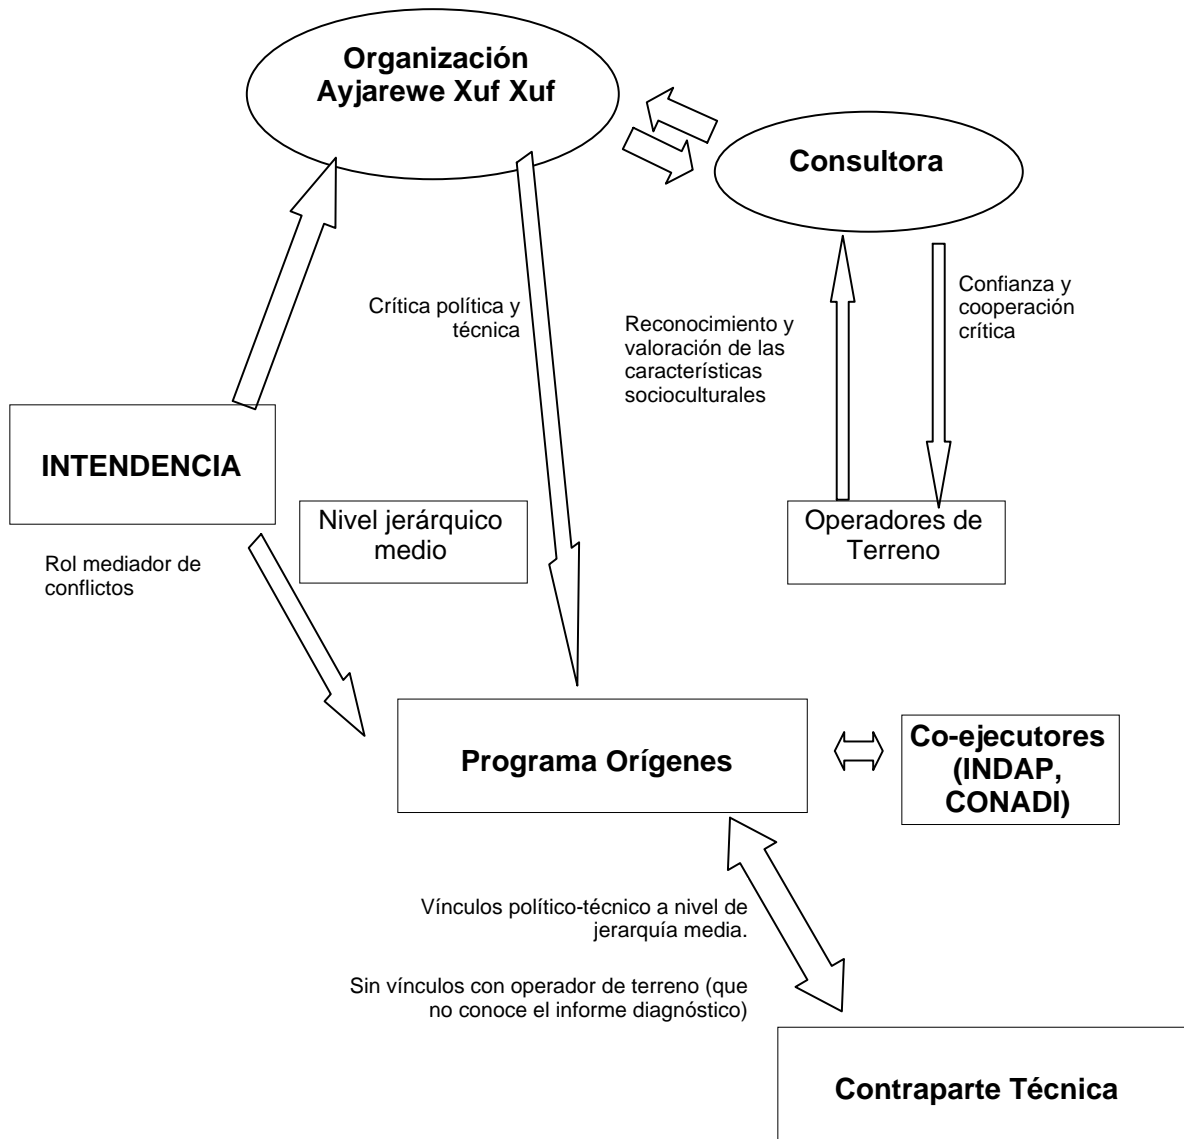 Organización
Ayjarewe Xuf Xuf
Consultora
Crítica política y
técnica
Reconocimiento y
valoración de las
características
socioculturales
Confianza y
cooperación
crítica
INTENDENCIA
Nivel jerárquico
medio
Operadores de
Terreno
Rol mediador de
conflictos
Programa Orígenes
Co-ejecutores
(INDAP,
CONADI)
Vínculos político-técnico a nivel de
jerarquía media.
Sin vínculos con operador de terreno (que
no conoce el informe diagnóstico)
Contraparte Técnica